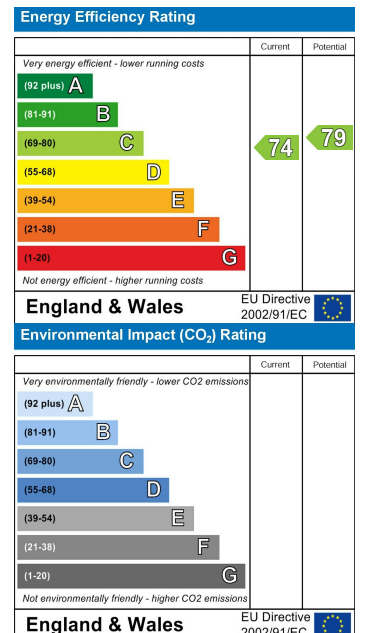 Energy Efficiency Rating
Current Potential
Very energy efficient - lower running costs
(92 plus) A
(81-91) B
(69-80) C
74 79
(55-68) D
(39-54) E
(21-38) F
(1-20) G
Not energy efficient - higher running costs
England & Wales
EU Directive
2002/91/EC
Environmental Impact (CO₂) Rating
Current Potential
Very environmentally friendly - lower CO2 emissions
(92 plus) A
(81-91) B
(69-80) C
(55-68) D
(39-54) E
(21-38) F
(1-20) G
Not environmentally friendly - higher CO2 emissions
England & Wales
EU Directive
2002/91/EC